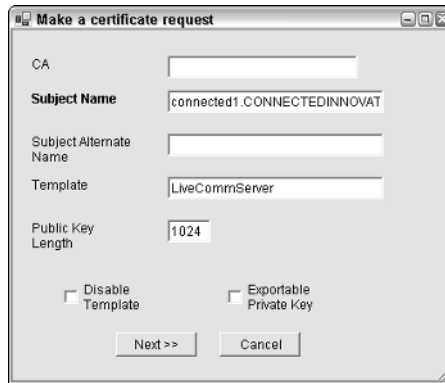 Make a certificate request
CA
Subject Name
connected1.CONNECTEDINNOVAT
Subject Alternate
Name
Template
LiveCommServer
Public Key
Length
1024
Disable
Template
Exportable
Private Key
Next >>
Cancel